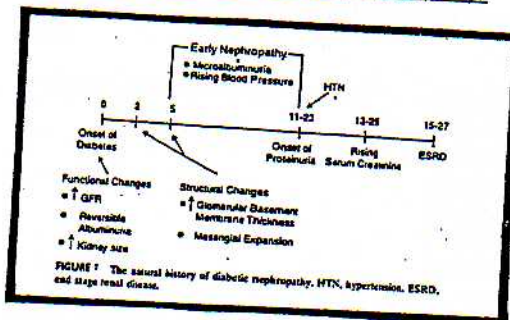 Early Nephropathy
• Microalbuminuria
• Rising Blood Pressure
HTN
0 2 5 11-23 13-25 15-27
Onset of
Diabetes
Onset of
Proteinuria
Rising
Serum Creatinine
ESRD
Functional Changes
• ↑ GFR
• Reversible
Albuminuria
• ↑ Kidney size
Structural Changes
• ↑ Glomerular Basement
Membrane Thickness
• Mesangial Expansion
FIGURE The natural history of diabetic nephropathy. HTN, hypertension. ESRD,
end stage renal disease.